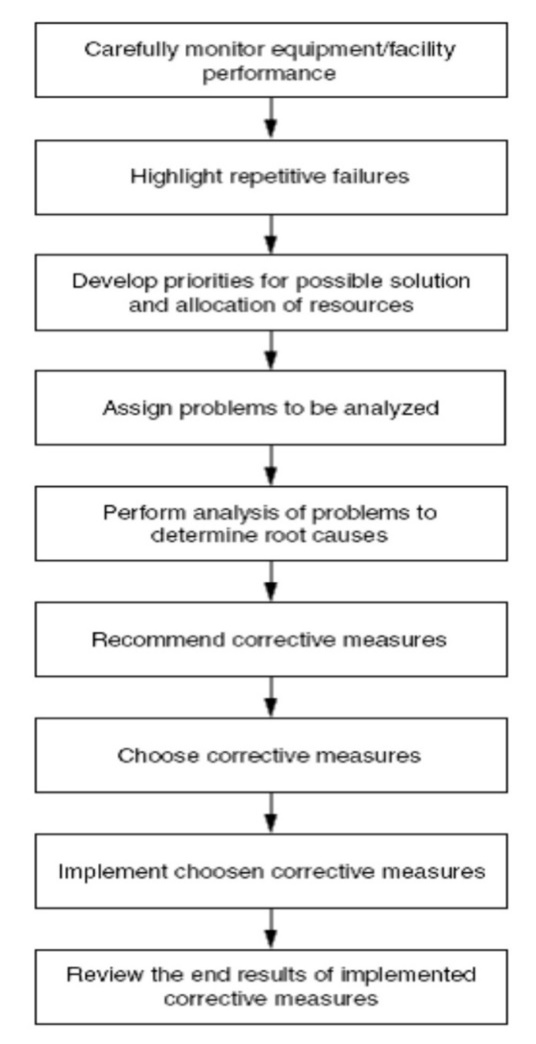 Carefully monitor equipment/facility
performance
Highlight repetitive failures
Develop priorities for possible solution
and allocation of resources
Assign problems to be analyzed
Perform analysis of problems to
determine root causes
Recommend corrective measures
Choose corrective measures
Implement choosen corrective measures
Review the end results of implemented
corrective measures